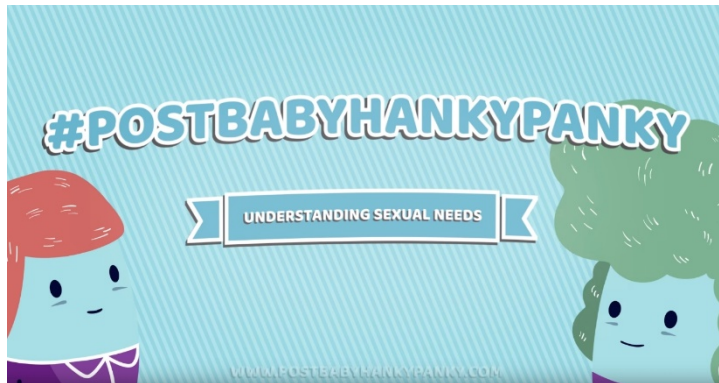 #POSTBABYHANKYPANKY
UNDERSTANDING SEXUAL NEEDS
WWW.POSTBABYHANKYPANKY.COM